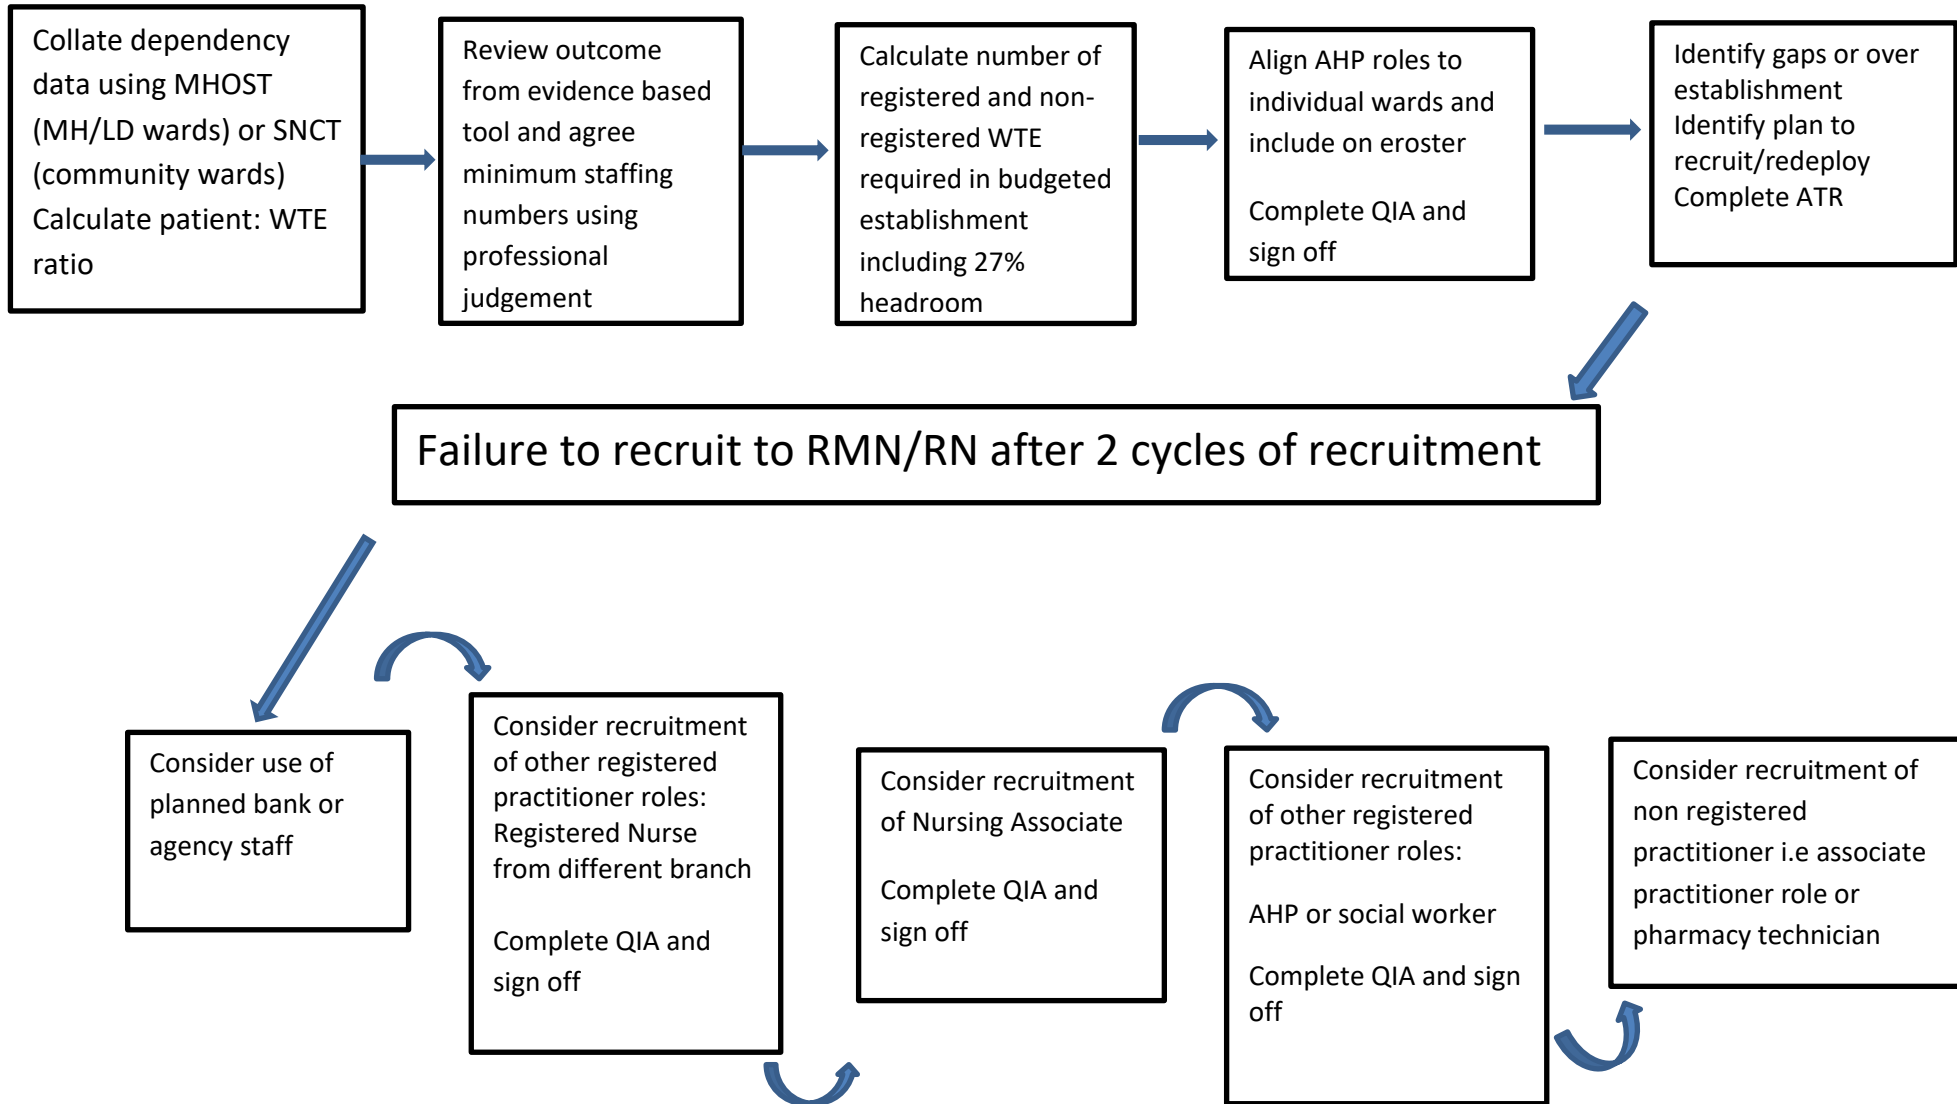 Collate dependency
data using MHOST
(MH/LD wards) or SNCT
(community wards)
Calculate patient: WTE
ratio
Review outcome
from evidence based
tool and agree
minimum staffing
numbers using
professional
judgement
Calculate number of
registered and non-
registered WTE
required in budgeted
establishment
including 27%
headroom
Align AHP roles to
individual wards and
include on eroster
Complete QIA and
sign off
Identify gaps or over
establishment
Identify plan to
recruit/redeploy
Complete ATR
Failure to recruit to RMN/RN after 2 cycles of recruitment
Consider use of
planned bank or
agency staff
Consider recruitment
of other registered
practitioner roles:
Registered Nurse
from different branch
Complete QIA and
sign off
Consider recruitment
of Nursing Associate
Complete QIA and
sign off
Consider recruitment
of other registered
practitioner roles:
AHP or social worker
Complete QIA and sign
off
Consider recruitment of
non registered
practitioner i.e associate
practitioner role or
pharmacy technician